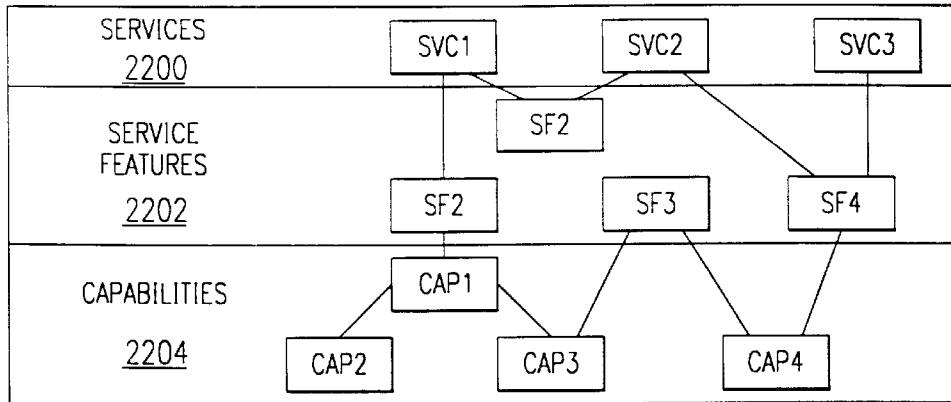 SERVICES
2200
SVC1
SVC2
SVC3
SERVICE
FEATURES
2202
SF2
SF2
SF3
SF4
CAPABILITIES
2204
CAP1
CAP2
CAP3
CAP4